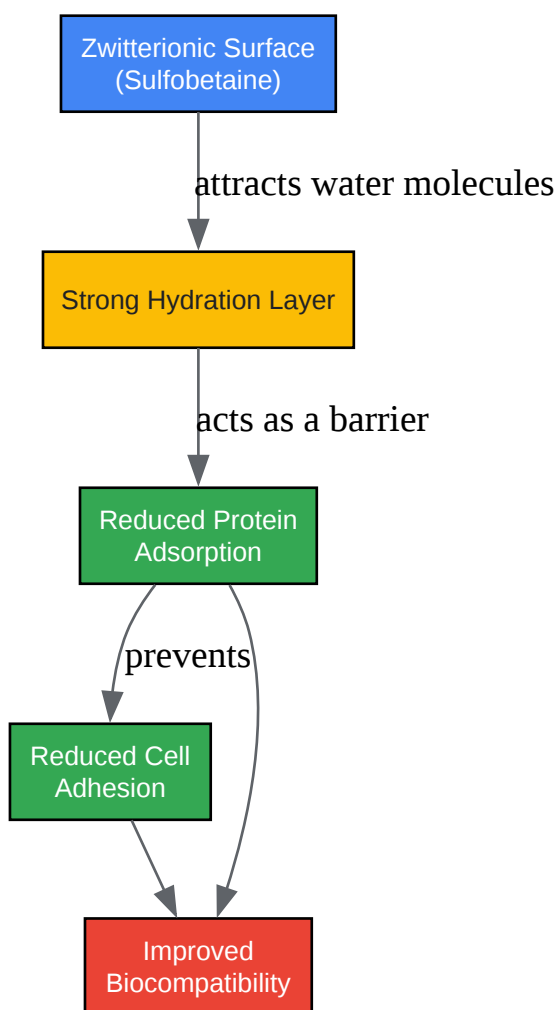 Zwitterionic Surface
(Sulfobetaine)
attracts water molecules
Strong Hydration Layer
acts as a barrier
Reduced Protein
Adsorption
prevents
Reduced Cell
Adhesion
Improved
Biocompatibility